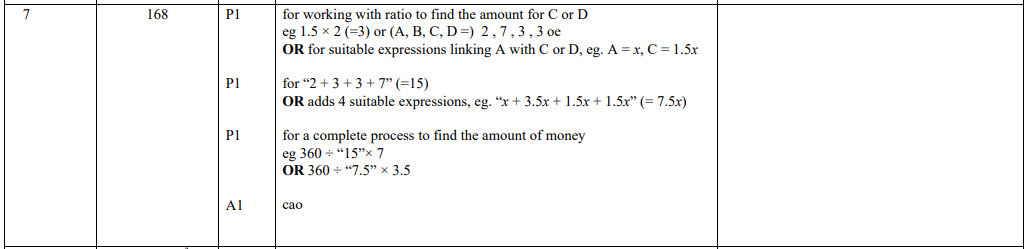 7 168 P1 for working with ratio to find the amount for C or D
eg 1.5 × 2 (=3) or (A, B, C, D =) 2 , 7 , 3 , 3 oe
OR for suitable expressions linking A with C or D, eg. A = x, C = 1.5x
P1 for “2 + 3 + 3 + 7” (=15)
OR adds 4 suitable expressions, eg. “x + 3.5x + 1.5x + 1.5x” (= 7.5x)
P1 for a complete process to find the amount of money
eg 360 ÷ “15”× 7
OR 360 ÷ “7.5” × 3.5
A1 cao